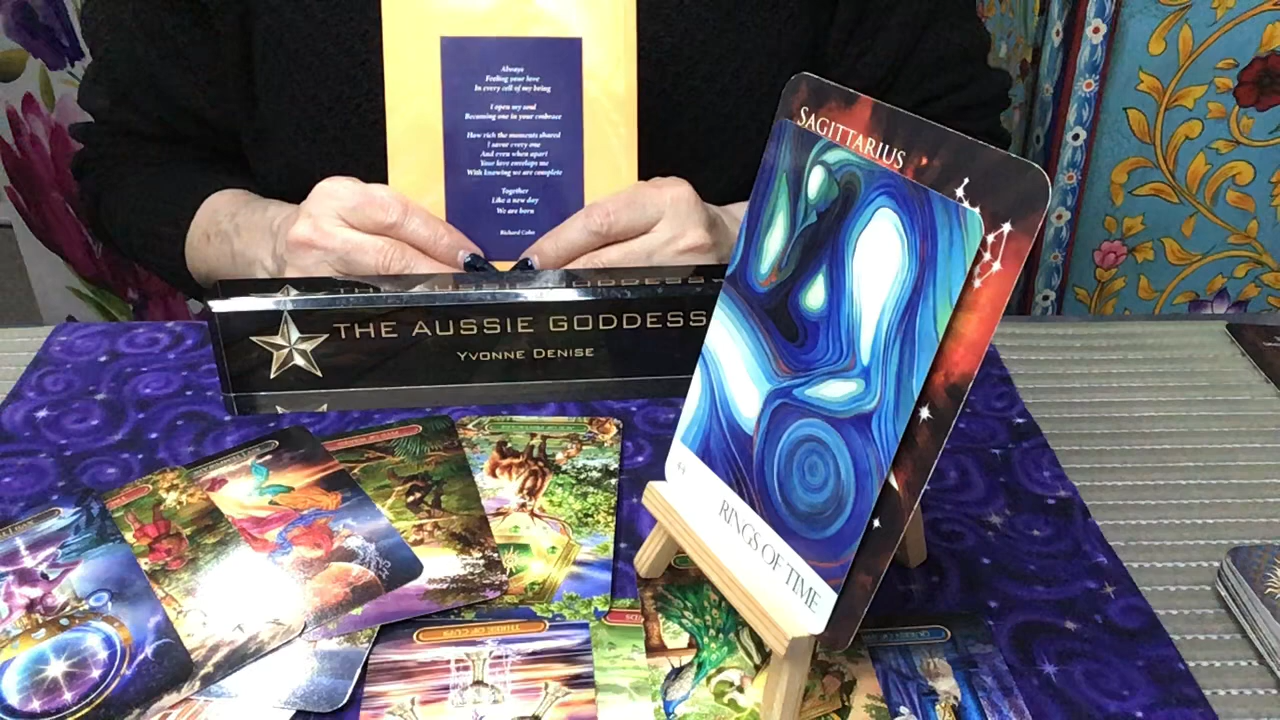 Always
Feeling your love
In every cell of my being
I open my soul
Becoming one in your embrace
How rich the moments shared
I savor every one
And even when apart
Your love envelops me
With knowing we are complete
Together
Like a new day
We are born
Richard Cohn
SAGITTARIUS
THE AUSSIE GODDESS
YVONNE DENISE
RINGS OF TIME
THREE OF CUPS